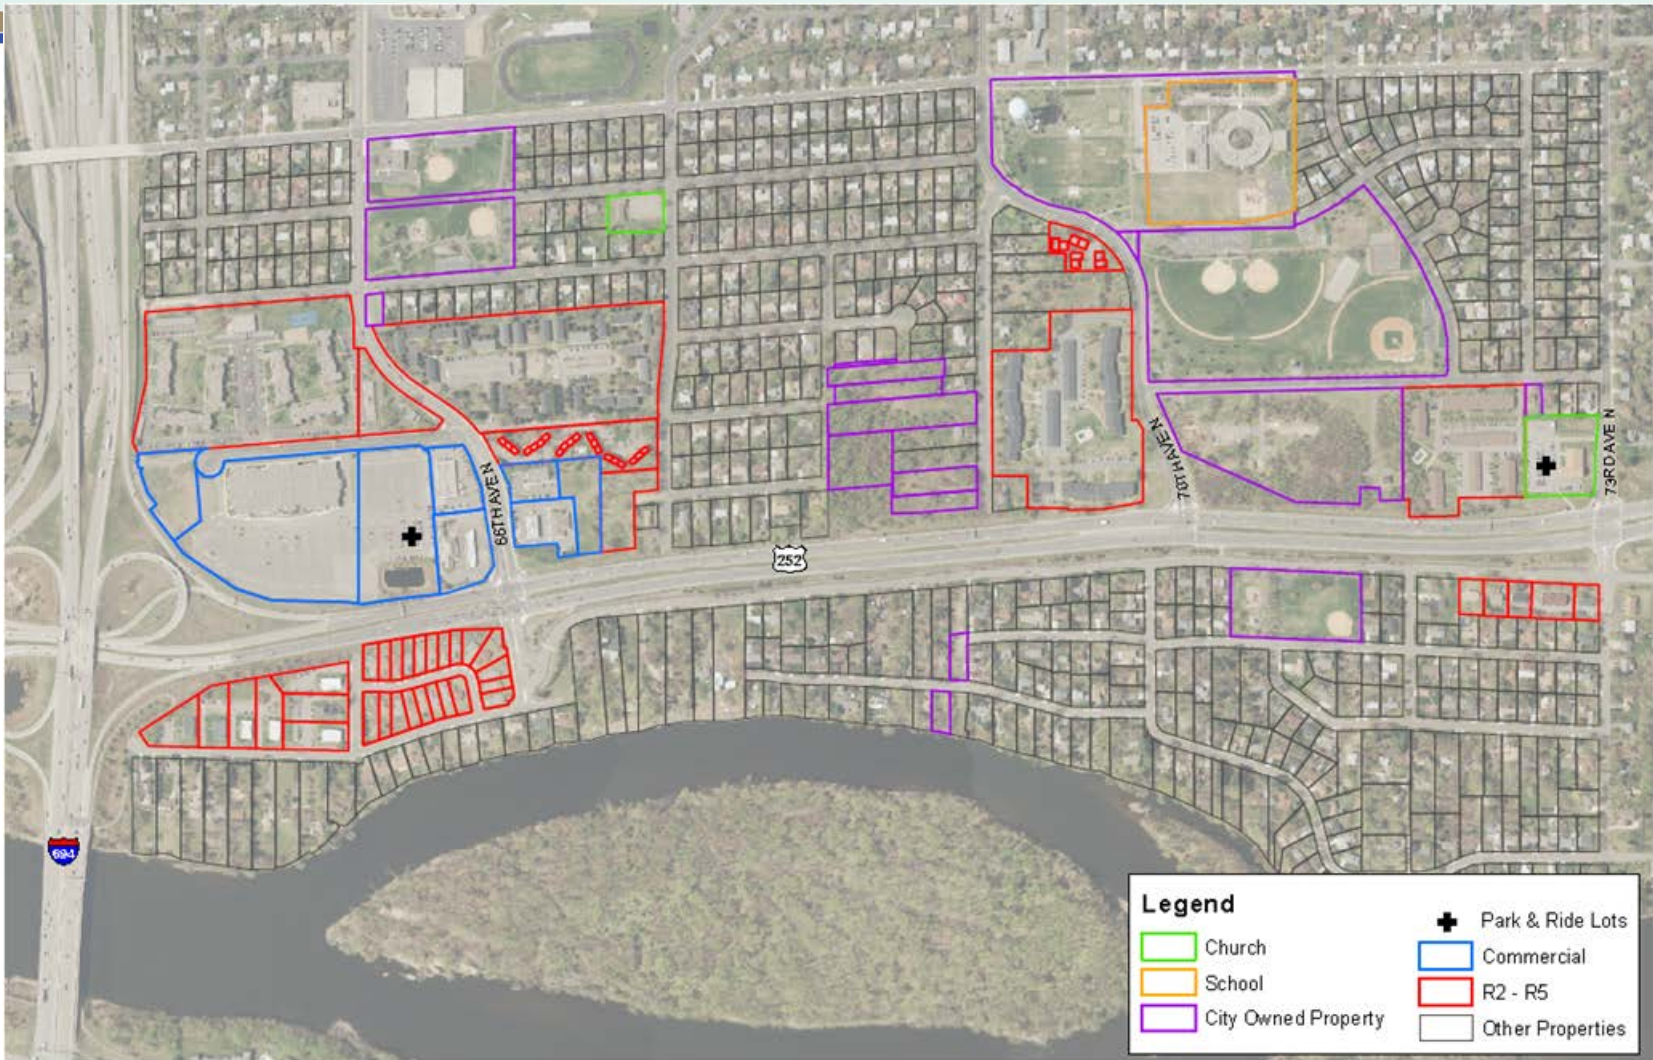 66TH AVE N
252
70TH AVE N
73RD AVE N
694
Legend
Church
School
City Owned Property
Park & Ride Lots
Commercial
R2 - R5
Other Properties